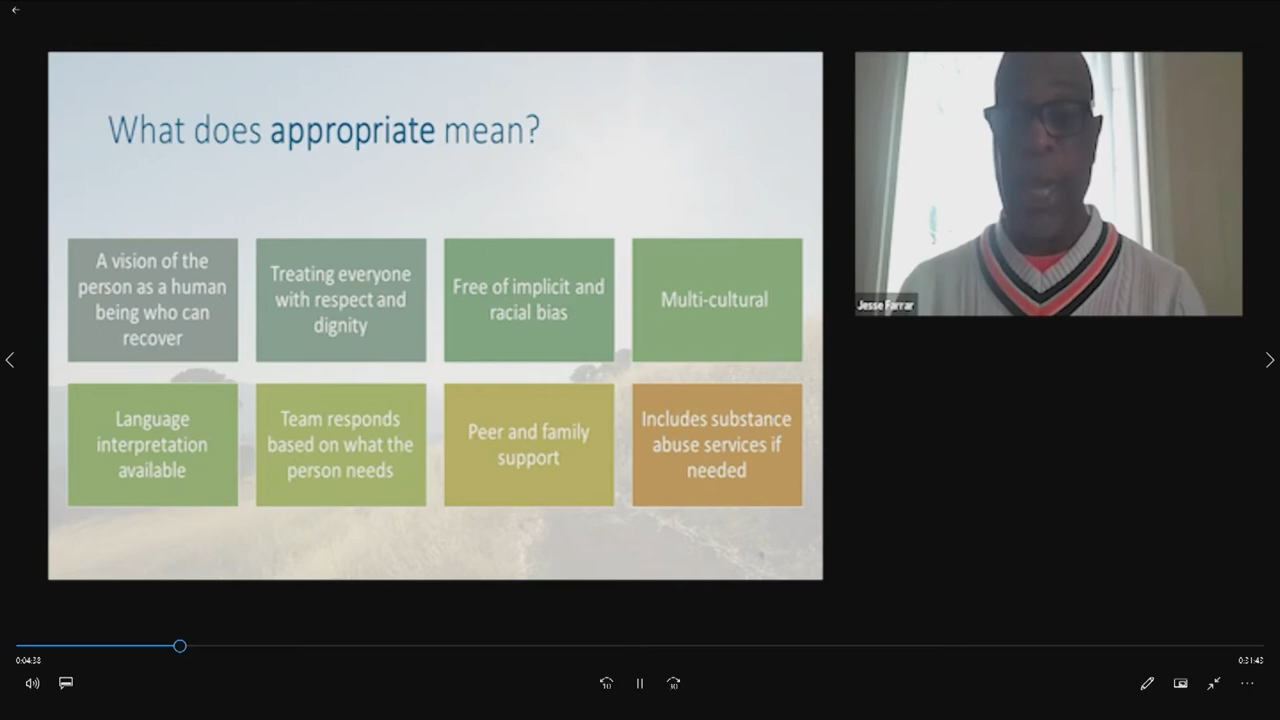 What does appropriate mean?
A vision of the
person as a human
being who can
recover
Treating everyone
with respect and
dignity
Free of implicit and
racial bias
Multi-cultural
Language
interpretation
available
Team responds
based on what the
person needs
Peer and family
support
Includes substance
abuse services if
needed
Jesse Farrar
0:04:38
0:31:43
10
30